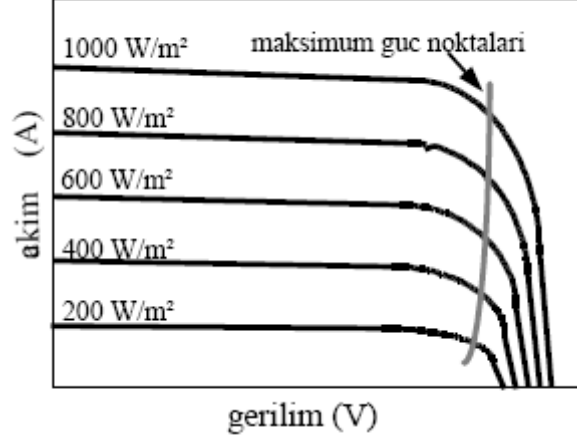 1000 W/m²
maksimum guc noktalari
800 W/m²
600 W/m²
400 W/m²
200 W/m²
akim (A)
gerilim (V)